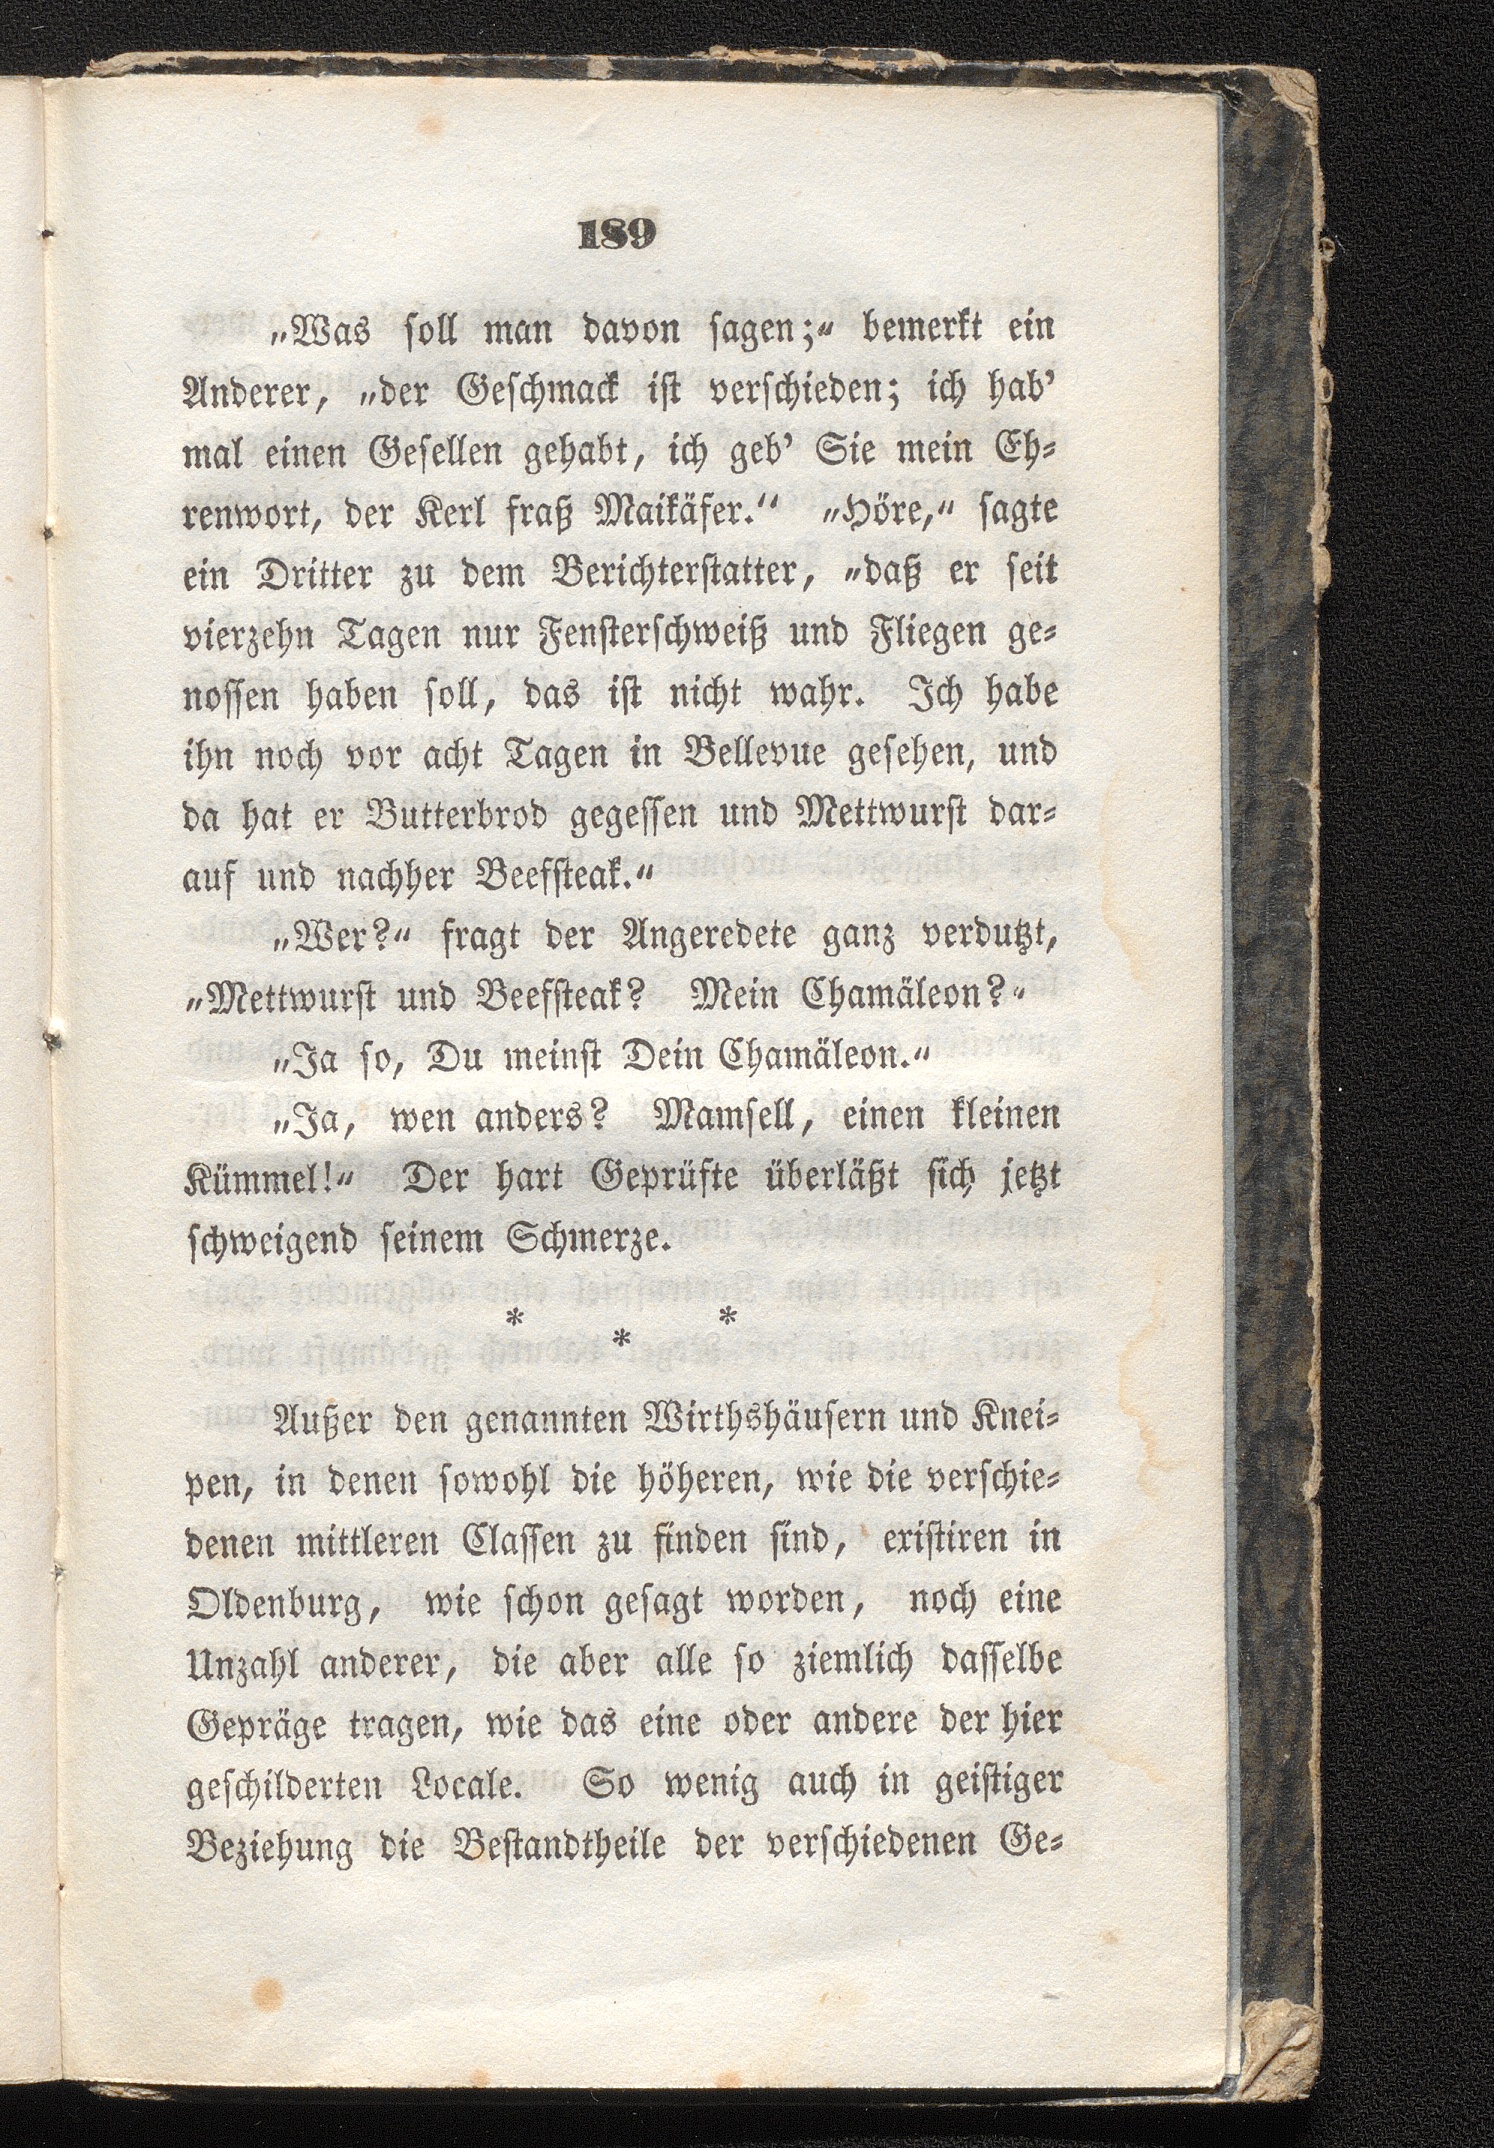 189
„Was soll man davon sagen;“ bemerkt ein
Anderer, „der Geschmack ist verschieden; ich hab’
mal einen Gesellen gehabt, ich geb’ Sie mein Eh-
renwort, der Kerl fraß Maikäfer.“ „Höre,“ sagte
ein Dritter zu dem Berichterstatter, „daß er seit
vierzehn Tagen nur Fensterschweiß und Fliegen ge-
nossen haben soll, das ist nicht wahr. Ich habe
ihn noch vor acht Tagen in Bellevue gesehen, und
da hat er Butterbrod gegessen und Mettwurst dar-
auf und nachher Beefsteak.“
„Wer?“ fragt der Angeredete ganz verdutzt,
„Mettwurst und Beefsteak? Mein Chamäleon?“
„Ja so, Du meinst Dein Chamäleon.“
„Ja, wen anders? Mamsell, einen kleinen
Kümmel!“ Der hart Geprüfte überläßt sich jetzt
schweigend seinem Schmerze.
* * *
Außer den genannten Wirthshäusern und Knei-
pen, in denen sowohl die höheren, wie die verschie-
denen mittleren Classen zu finden sind, existiren in
Oldenburg, wie schon gesagt worden, noch eine
Unzahl anderer, die aber alle so ziemlich dasselbe
Gepräge tragen, wie das eine oder andere der hier
geschilderten Locale. So wenig auch in geistiger
Beziehung die Bestandtheile der verschiedenen Ge-